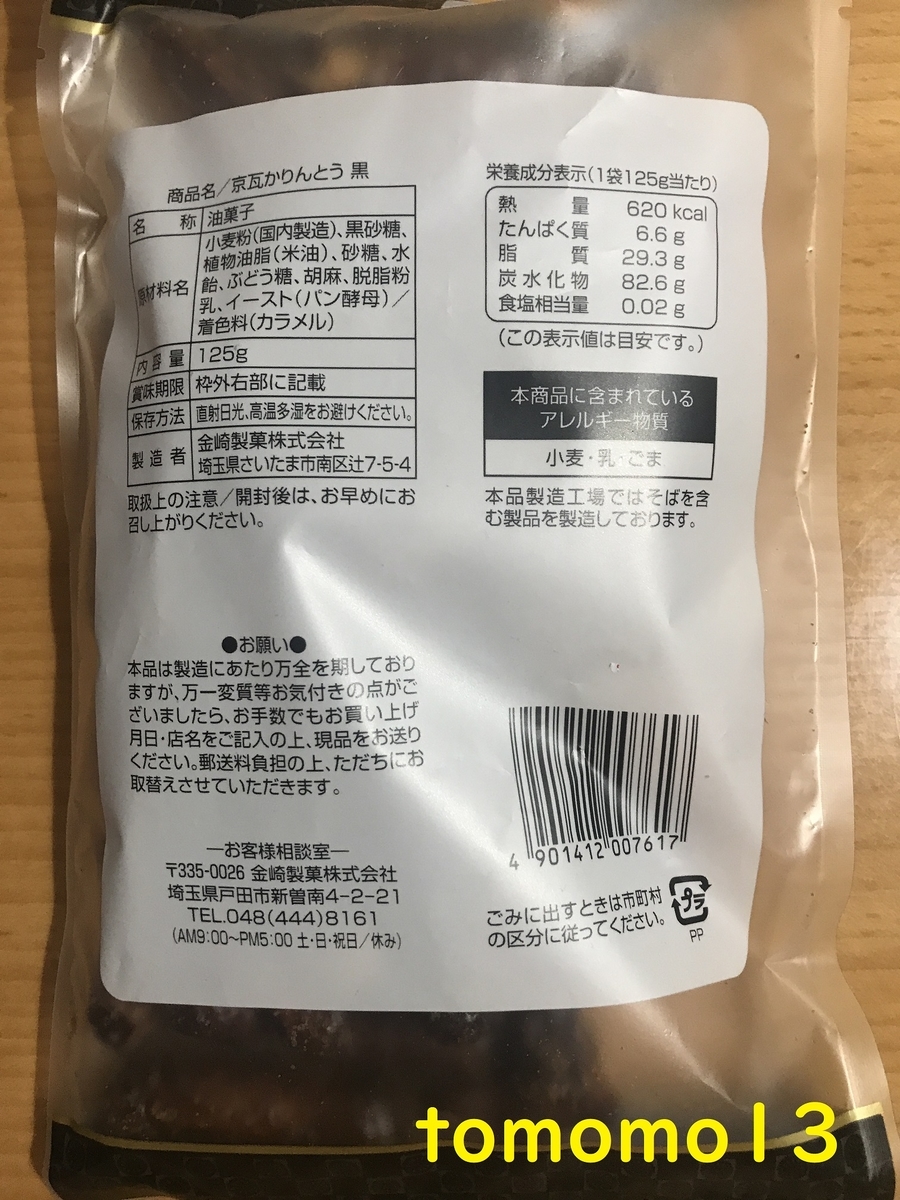 商品名／京瓦かりんとう 黒
名称 油菓子
原材料名 小麦粉(国内製造)、黒砂糖、
植物油脂(米油)、砂糖、水
飴、ぶどう糖、胡麻、脱脂粉
乳、イースト(パン酵母)／
着色料(カラメル)
内容量 125g
賞味期限 枠外右部に記載
保存方法 直射日光、高温多湿をお避けください。
製造者 金崎製菓株式会社
埼玉県さいたま市南区辻7-5-4
取扱上の注意／開封後は、お早めにお
召し上がりください。
栄養成分表示(1袋125g当たり)
熱量 620 kcal
たんぱく質 6.6 g
脂質 29.3 g
炭水化物 82.6 g
食塩相当量 0.02 g
(この表示値は目安です。)
本商品に含まれている
アレルギー物質
小麦・乳・ごま
本品製造工場ではそばを含
む製品を製造しております。
●お願い●
本品は製造にあたり万全を期しており
ますが、万一変質等お気付きの点がご
ざいましたら、お手数でもお買い上げ
月日・店名をご記入の上、現品をお送り
ください。郵送料負担の上、ただちにお
取替えさせていただきます。
―お客様相談室―
〒335-0026 金崎製菓株式会社
埼玉県戸田市新曽南4-2-21
TEL.048(444)8161
(AM9:00~PM5:00 土・日・祝日／休み)
4 901412 007617
ごみに出すときは市町村
の区分に従ってください。
プラ
PP
tomomo13